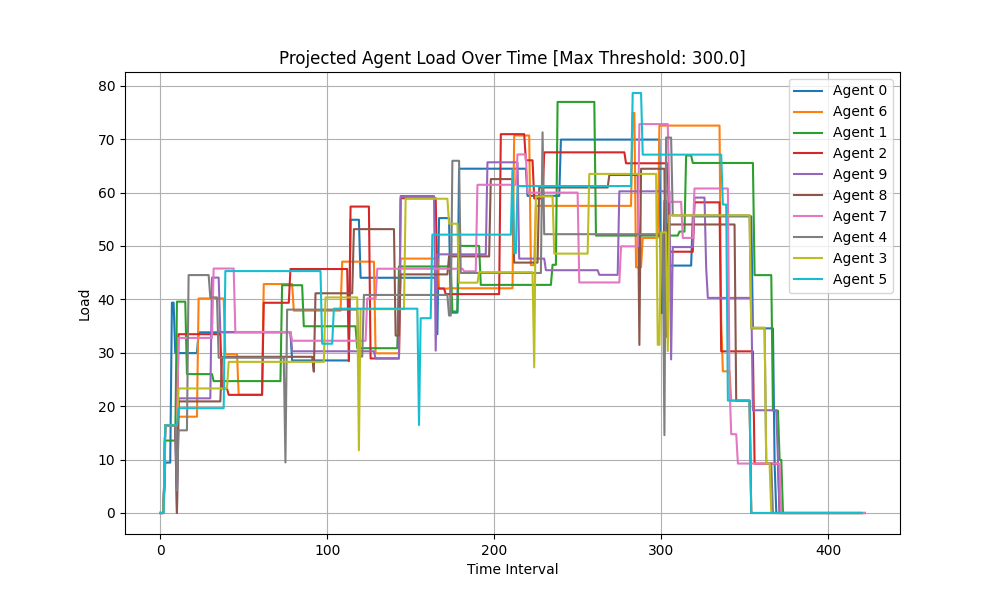 Projected Agent Load Over Time [Max Threshold: 300.0]
Load
80
70
60
50
40
30
20
10
0
0
100
200
300
400
Time Interval
Agent 0
Agent 6
Agent 1
Agent 2
Agent 9
Agent 8
Agent 7
Agent 4
Agent 3
Agent 5